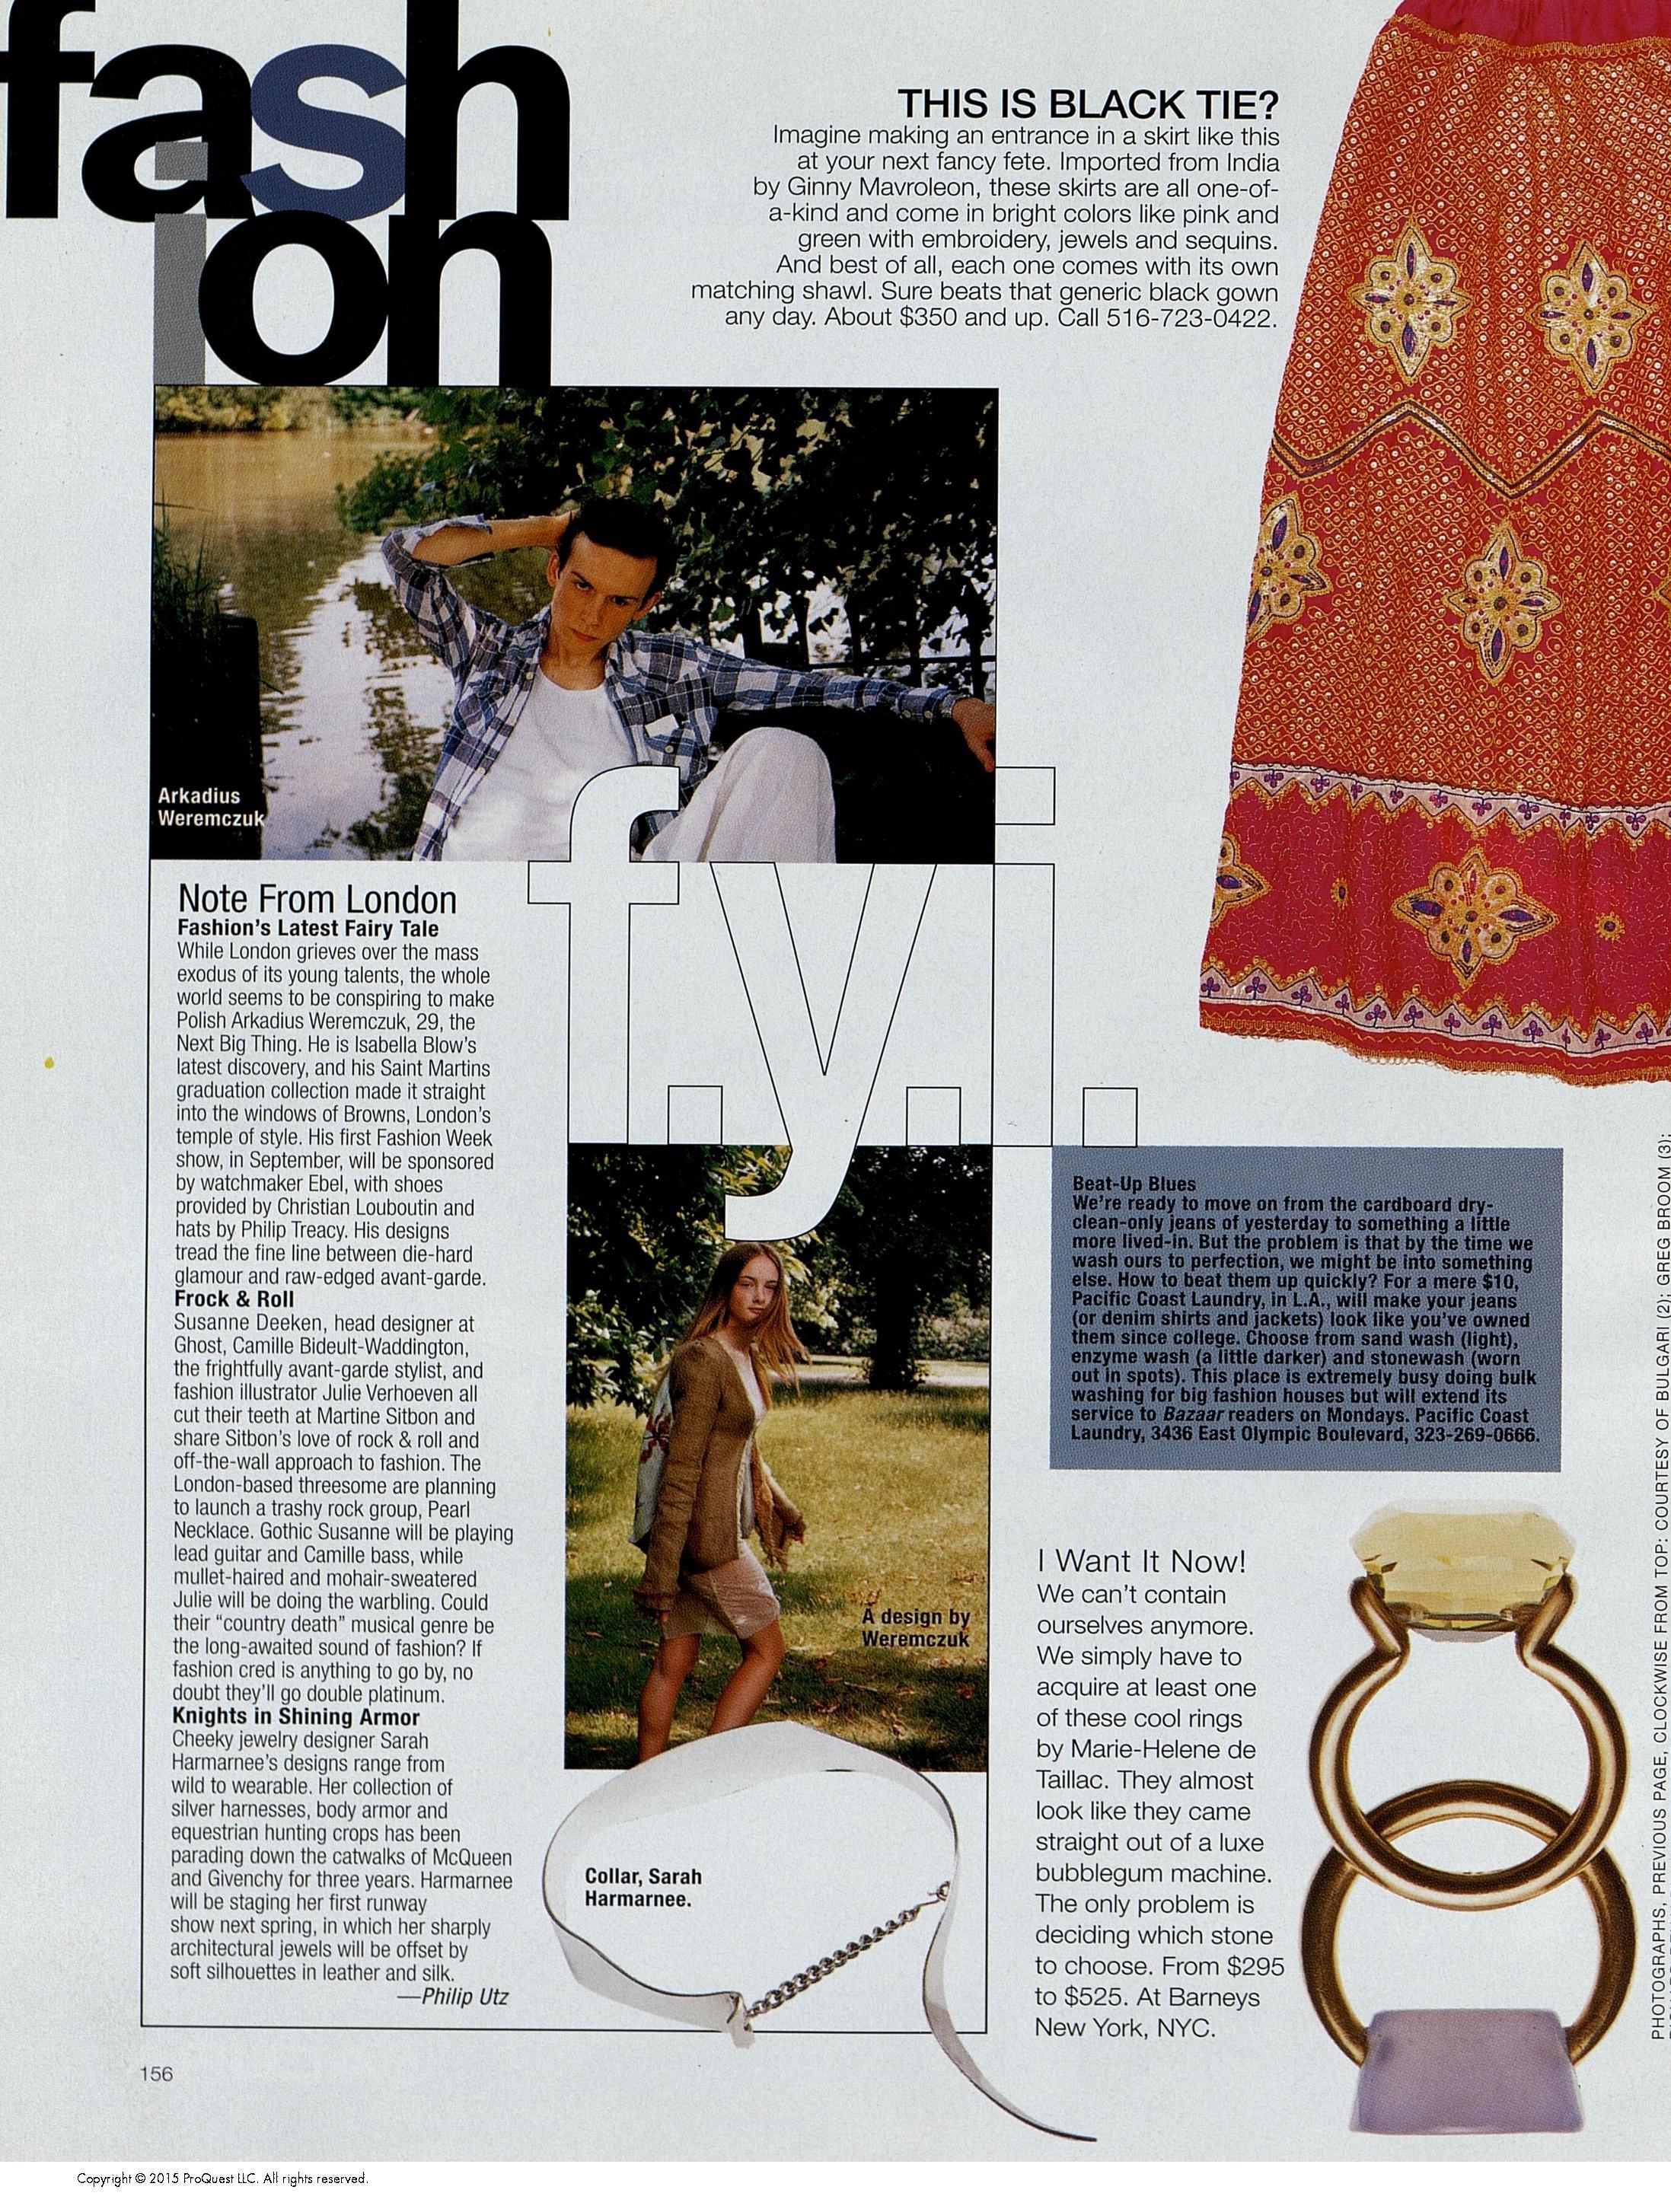 fash
ion
THIS IS BLACK TIE?
Imagine making an entrance in a skirt like this
at your next fancy fete. Imported from India
by Ginny Mavroleon, these skirts are all one-of-
a-kind and come in bright colors like pink and
green with embroidery, jewels and sequins.
And best of all, each one comes with its own
matching shawl. Sure beats that generic black gown
any day. About $350 and up. Call 516-723-0422.
Arkadius
Weremczuk
f.y.i.
Note From London
Fashion's Latest Fairy Tale
While London grieves over the mass
exodus of its young talents, the whole
world seems to be conspiring to make
Polish Arkadius Weremczuk, 29, the
Next Big Thing. He is Isabella Blow's
latest discovery, and his Saint Martins
graduation collection made it straight
into the windows of Browns, London's
temple of style. His first Fashion Week
show, in September, will be sponsored
by watchmaker Ebel, with shoes
provided by Christian Louboutin and
hats by Philip Treacy. His designs
tread the fine line between die-hard
glamour and raw-edged avant-garde.
Frock & Roll
Susanne Deeken, head designer at
Ghost, Camille Bideult-Waddington,
the frightfully avant-garde stylist, and
fashion illustrator Julie Verhoeven all
cut their teeth at Martine Sitbon and
share Sitbon's love of rock & roll and
off-the-wall approach to fashion. The
London-based threesome are planning
to launch a trashy rock group, Pearl
Necklace. Gothic Susanne will be playing
lead guitar and Camille bass, while
mullet-haired and mohair-sweatered
Julie will be doing the warbling. Could
their "country death" musical genre be
the long-awaited sound of fashion? If
fashion cred is anything to go by, no
doubt they'll go double platinum.
Knights in Shining Armor
Cheeky jewelry designer Sarah
Harmarnee's designs range from
wild to wearable. Her collection of
silver harnesses, body armor and
equestrian hunting crops has been
parading down the catwalks of McQueen
and Givenchy for three years. Harmarnee
will be staging her first runway
show next spring, in which her sharply
architectural jewels will be offset by
soft silhouettes in leather and silk.
—Philip Utz
A design by
Weremczuk
Collar, Sarah
Harmarnee.
Beat-Up Blues
We're ready to move on from the cardboard dry-
clean-only jeans of yesterday to something a little
more lived-in. But the problem is that by the time we
wash ours to perfection, we might be into something
else. How to beat them up quickly? For a mere $10,
Pacific Coast Laundry, in L.A., will make your jeans
(or denim shirts and jackets) look like you've owned
them since college. Choose from sand wash (light),
enzyme wash (a little darker) and stonewash (worn
out in spots). This place is extremely busy doing bulk
washing for big fashion houses but will extend its
service to Bazaar readers on Mondays. Pacific Coast
Laundry, 3436 East Olympic Boulevard, 323-269-0666.
I Want It Now!
We can't contain
ourselves anymore.
We simply have to
acquire at least one
of these cool rings
by Marie-Helene de
Taillac. They almost
look like they came
straight out of a luxe
bubblegum machine.
The only problem is
deciding which stone
to choose. From $295
to $525. At Barneys
New York, NYC.
PHOTOGRAPHS, PREVIOUS PAGE, CLOCKWISE FROM TOP: COURTESY OF BULGARI (2); GREG BROOM (3);
156
Copyright © 2015 ProQuest LLC. All rights reserved.